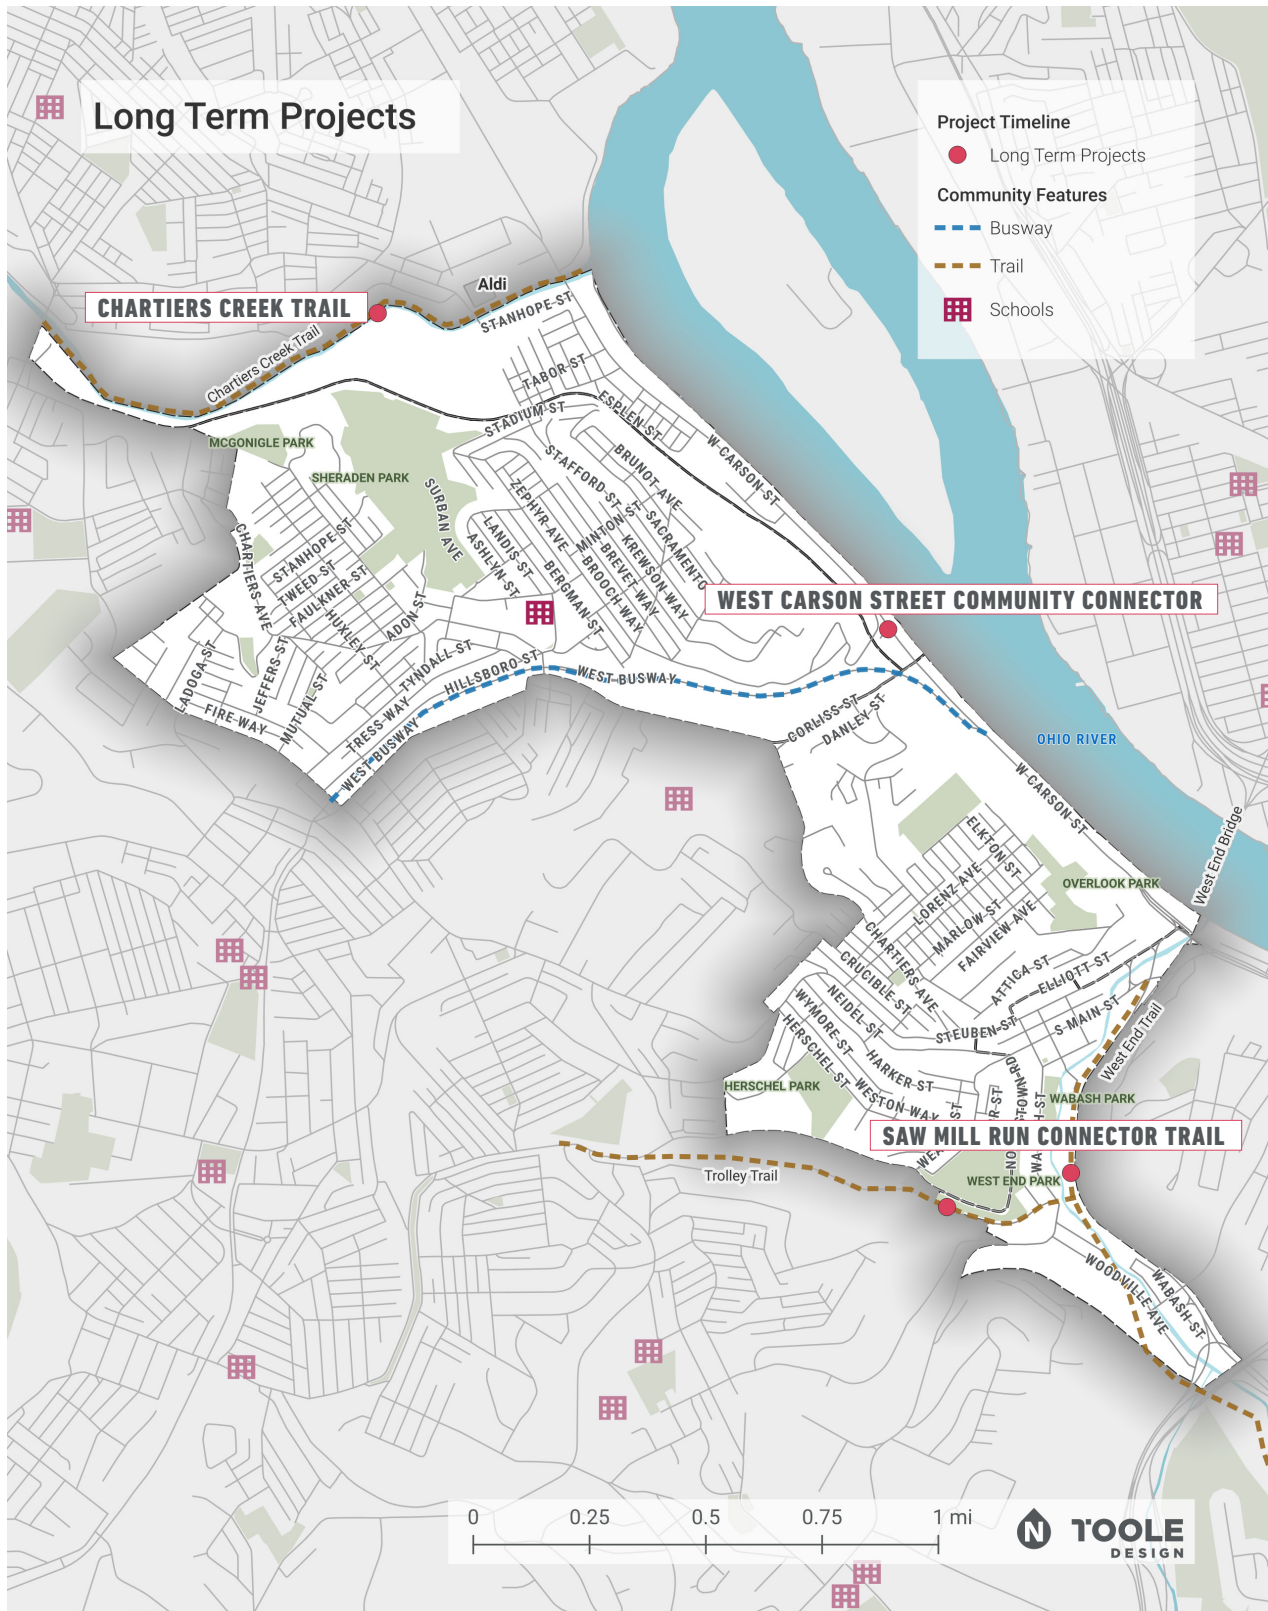 Long Term Projects
Project Timeline
Long Term Projects
Community Features
Busway
Trail
Schools
Aldi
CHARTIERS CREEK TRAIL
STANHOPE ST
Chartiers Creek Trail
TABOR ST
ESPLEN ST
STADIUM ST
W CARSON ST
MCGONIGLE PARK
SHERADEN PARK
BRUNOT AVE
STAFFORD ST
SURBAN AVE
ZEPHYR AVE
MINTON ST
SACRAMENTO
LANDIS ST
ASHLYN ST
KREWSON WAY
BREVET WAY
BROOCH WAY
BERGMAN ST
STANHOPE ST
CHARTIERS AVE
TWEED ST
FAULKNER ST
HUXLEY ST
ADON ST
WEST CARSON STREET COMMUNITY CONNECTOR
LADOGA ST
JEFFERS ST
TYNDALL ST
HILLSBORO ST
WEST BUSWAY
MUTUAL ST
FIRE WAY
TRESS WAY
WEST BUSWAY
CORLISS ST
DANLEY ST
OHIO RIVER
W CARSON ST
West End Bridge
ELKTON ST
LORENZ AVE
OVERLOOK PARK
MARLOW ST
FAIRVIEW AVE
CHARTIERS AVE
CRUCIBLE ST
ATTICA ST
ELLIOTT ST
NEIDEL ST
WYMORE ST
STEUBEN ST
S MAIN ST
HERSCHEL ST
HARKER ST
West End Trail
HERSCHEL PARK
WESTON WAY
WABASH PARK
SAW MILL RUN CONNECTOR TRAIL
Trolley Trail
WEST END PARK
WOODVILLE AVE
WABASH ST
0 0.25 0.5 0.75 1 mi
N
TOOLE
DESIGN